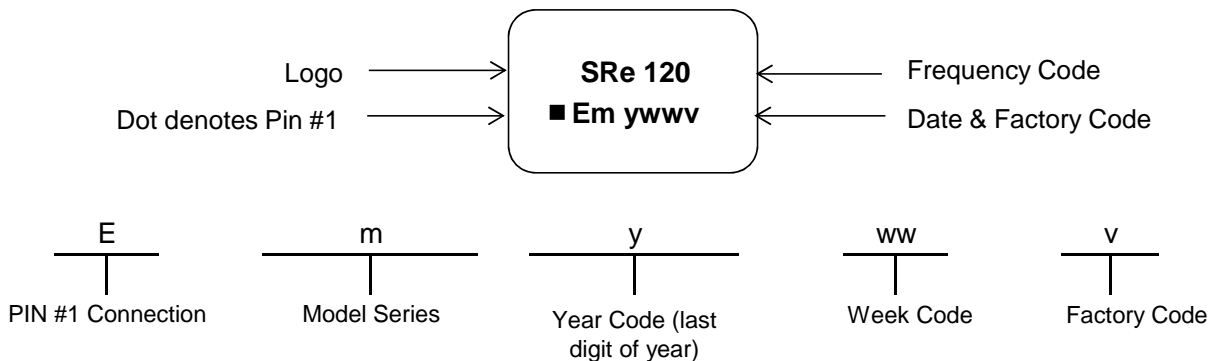 Logo
SRe 120
Frequency Code
Dot denotes Pin #1
Em ywwv
Date & Factory Code
E
m
y
ww
v
PIN #1 Connection
Model Series
Year Code (last
digit of year)
Week Code
Factory Code